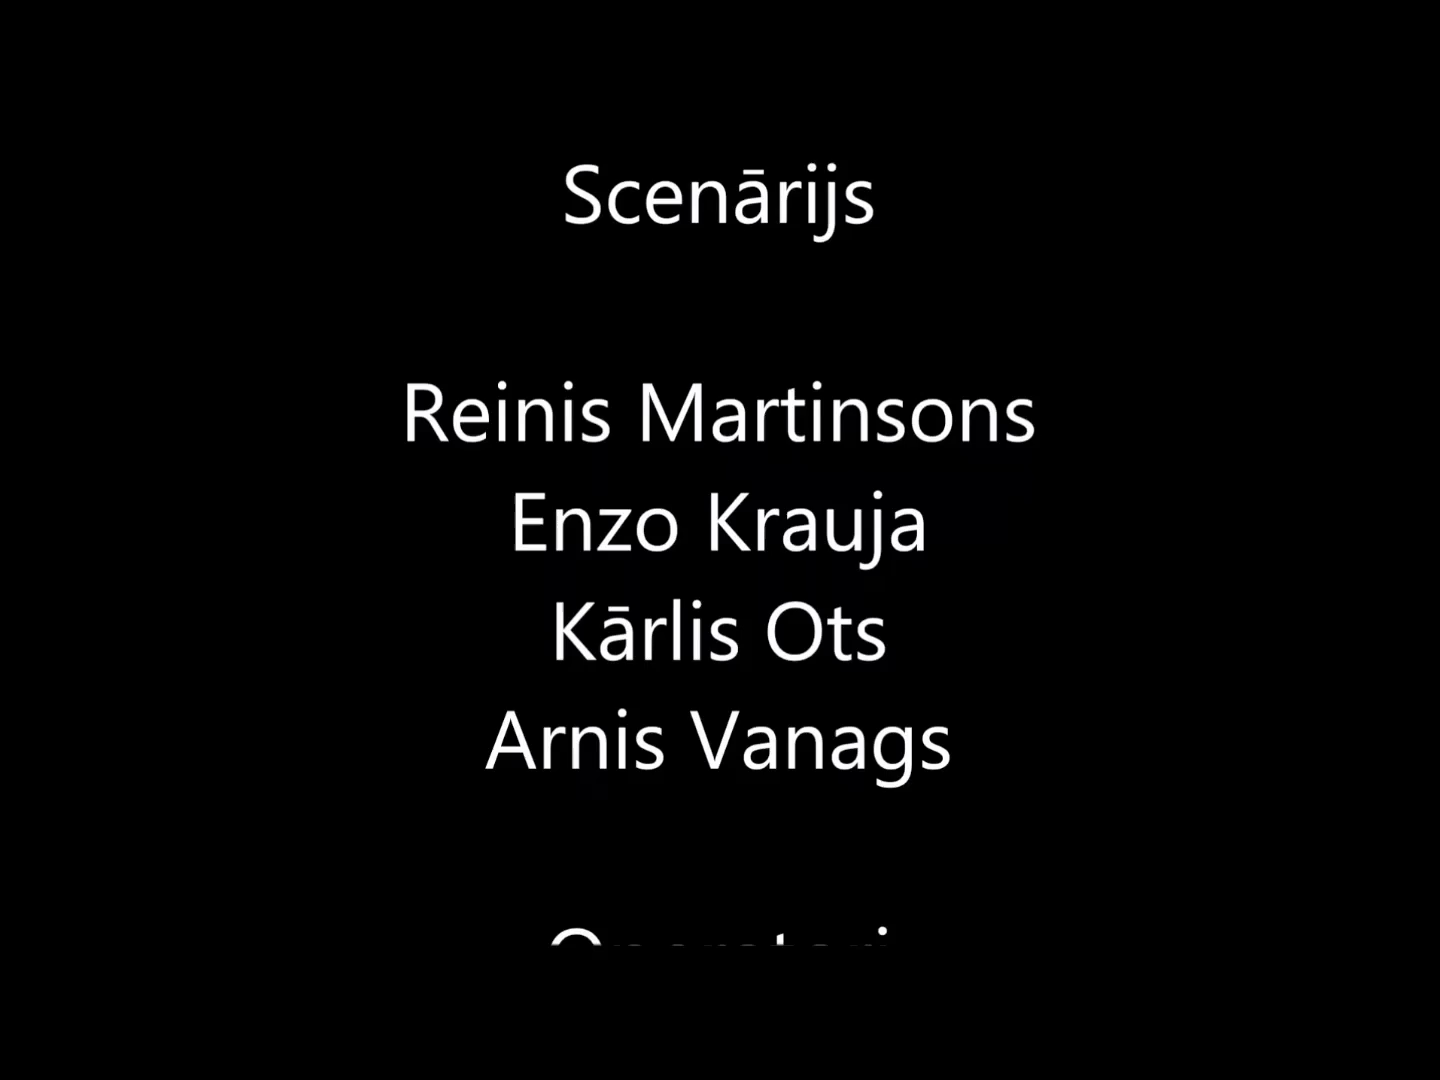 Scenārijs
Reinis Martinsons
Enzo Krauja
Kārlis Ots
Arnis Vanags